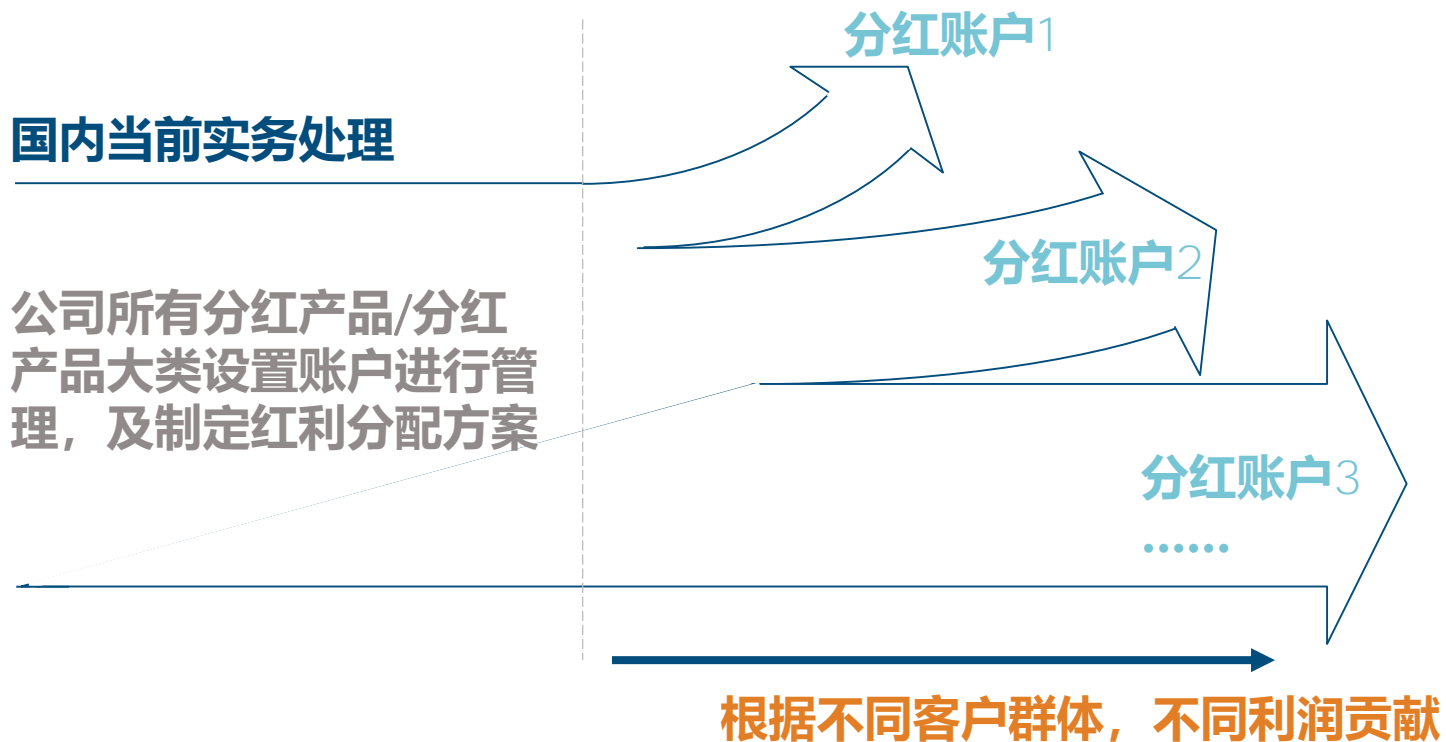 分红账户1
国内当前实务处理
分红账户2
公司所有分红产品/分红
产品大类设置账户进行管
理，及制定红利分配方案
分红账户3
……
根据不同客户群体，不同利润贡献